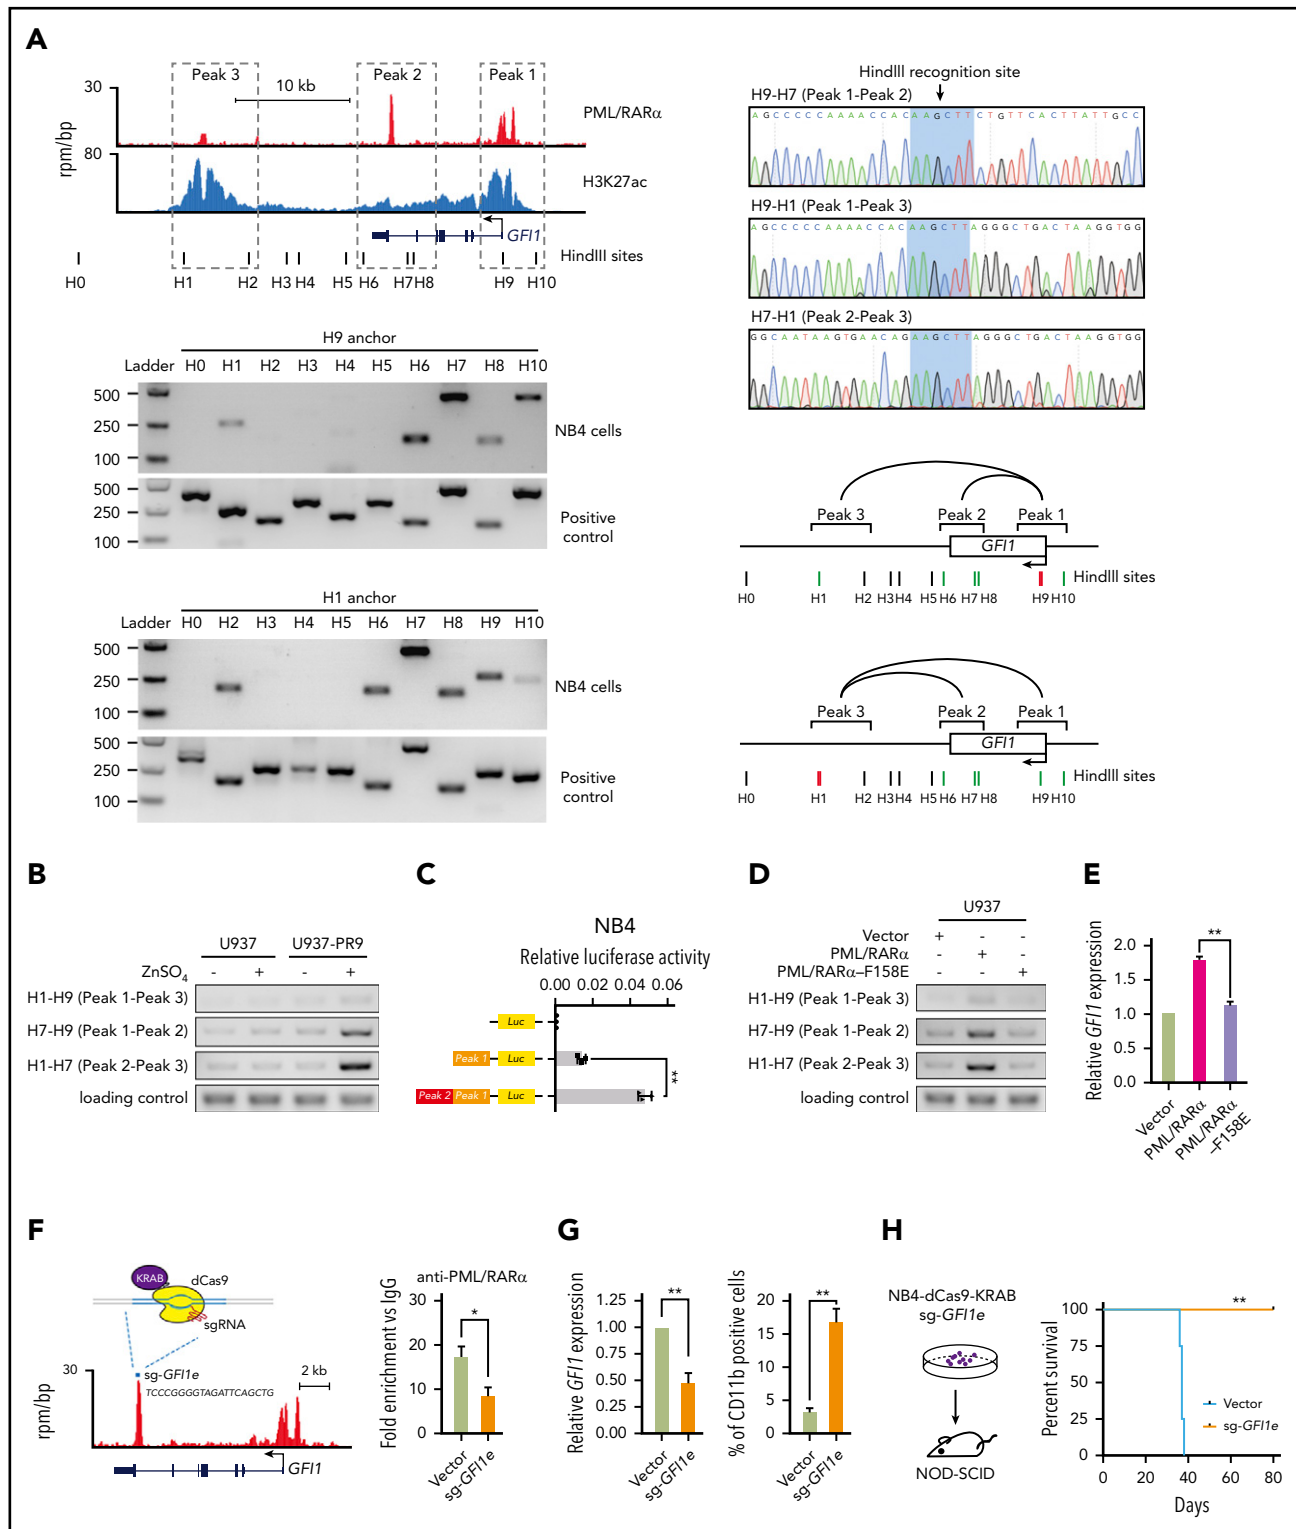 A
Peak 3
Peak 2
Peak 1
10 kb
30
PML/RARα
rpm/bp
80
H3K27ac
GFI1
HindIII sites
H0 H1 H2 H3 H4 H5 H6 H7 H8 H9 H10
HindIII recognition site
H9-H7 (Peak 1-Peak 2)
AGCCCCCAAAACCACAAGCTTCTGTTCACTTATTGCC
H9-H1 (Peak 1-Peak 3)
AGCCCCCAAAACCACAAGCTTAGGGCTGACTAAGGTGG
H7-H1 (Peak 2-Peak 3)
GGCAATAAGTGAACAGAAGCTTAGGGCTGACTAAGGTGG
H9 anchor
Ladder H0 H1 H2 H3 H4 H5 H6 H7 H8 H9 H10
500
250
100
NB4 cells
500
250
100
Positive
control
H1 anchor
Ladder H0 H2 H3 H4 H5 H6 H7 H8 H9 H10
500
250
100
NB4 cells
500
250
100
Positive
control
Peak 3 Peak 2 Peak 1
GFI1
HindIII sites
H0 H1 H2 H3 H4 H5 H6 H7 H8 H9 H10
Peak 3 Peak 2 Peak 1
GFI1
HindIII sites
H0 H1 H2 H3 H4 H5 H6 H7 H8 H9 H10
B
U937 U937-PR9
ZnSO4 - + - +
H1-H9 (Peak 1-Peak 3)
H7-H9 (Peak 1-Peak 2)
H1-H7 (Peak 2-Peak 3)
loading control
C
NB4
Relative luciferase activity
0.00 0.02 0.04 0.06
Luc
Peak 1 Luc
Peak 2 Peak 1 Luc
**
D
U937
Vector + - -
PML/RARα - + -
PML/RARα–F158E - - +
H1-H9 (Peak 1-Peak 3)
H7-H9 (Peak 1-Peak 2)
H1-H7 (Peak 2-Peak 3)
loading control
E
Relative GFI1 expression
2.0
1.5
1.0
0.5
0.0
**
Vector
PML/RARα
PML/RARα
–F158E
F
KRAB
dCas9
sgRNA
sg-GFI1e
TCCCGGGGTAGATTCAGCTG
30
rpm/bp
2 kb
GFI1
anti-PML/RARα
Fold enrichment vs IgG
30
20
10
0
*
Vector
sg-GFI1e
G
Relative GFI1 expression
1.25
1.00
0.75
0.50
0.25
0.00
**
Vector
sg-GFI1e
% of CD11b positive cells
20
15
10
5
0
**
Vector
sg-GFI1e
H
NB4-dCas9-KRAB
sg-GFI1e
NOD-SCID
Percent survival
100
75
50
25
0
**
Vector
sg-GFI1e
0 40 80
Days